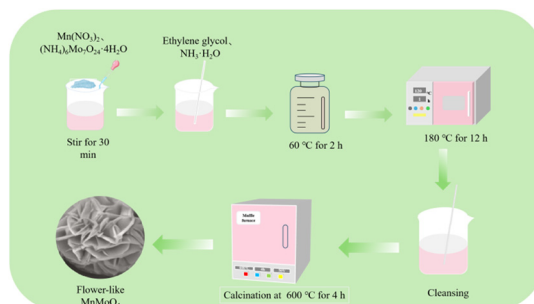 Mn(NO₃)₂、
(NH₄)₆Mo₇O₂₄·4H₂O
Ethylene glycol、
NH₃·H₂O
Stir for 30
min
60 ℃ for 2 h
180 ℃ for 12 h
Flower-like
Muffle
furnace
Calcination at 600 ℃ for 4 h
Cleansing